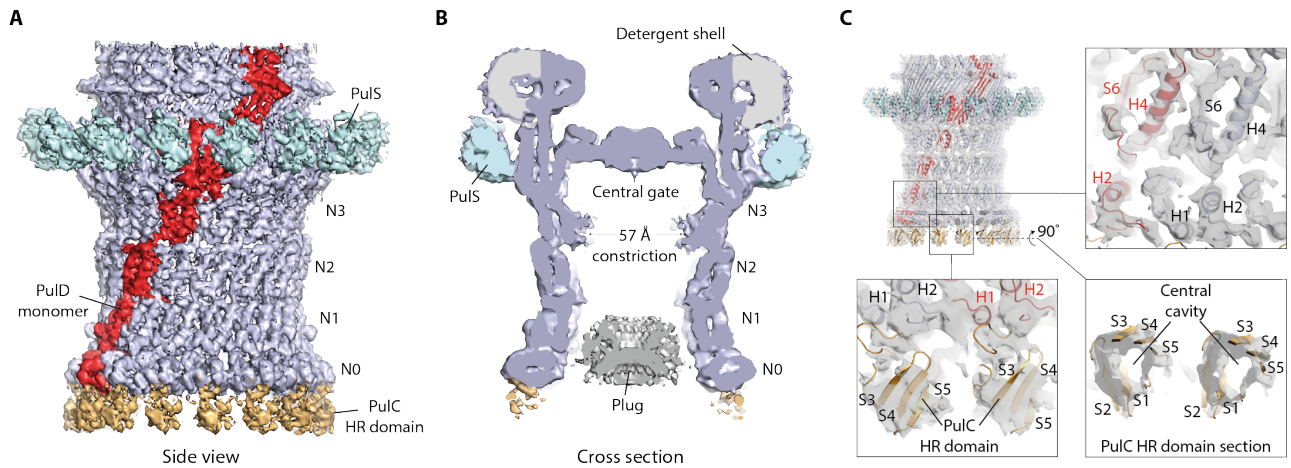 A
PulS
N3
N2
PulD
monomer
N1
N0
PulC
HR domain
Side view
B
Detergent shell
PulS
Central gate
N3
57 Å
constriction
N2
N1
N0
Plug
Cross section
C
90°
S6
H4
S6
H4
H2
H1
H2
H1
H2
H1
H2
S3
S4
S5
S3
S4
S5
PulC
HR domain
Central
cavity
S3
S4
S5
S2
S1
S3
S4
S5
S2
S1
PulC HR domain section